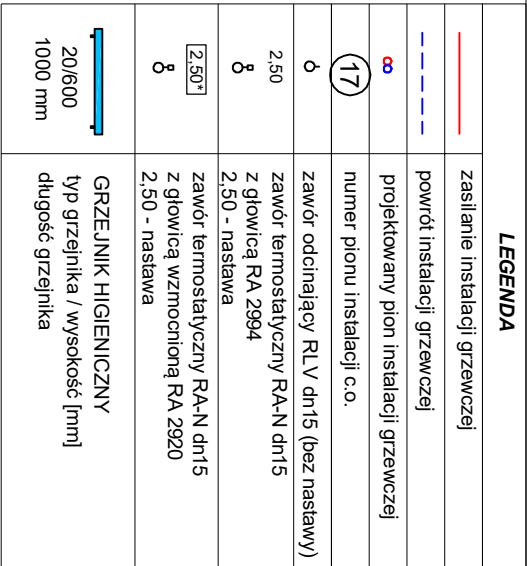 LEGENDA
zasilanie instalacji grzewczej
powrót instalacji grzewczej
projektowany pion instalacji grzewczej
17
numer pionu instalacji c.o.
zawór odcinający RLV dn15 (bez nastawy)
2,50
zawór termostatyczny RA-N dn15
z głowicą RA 2994
2,50 - nastawa
2,50*
zawór termostatyczny RA-N dn15
z głowicą wzmocnioną RA 2920
2,50 - nastawa
20/600
1000 mm
GRZEJNIK HIGIENICZNY
typ grzejnika / wysokość [mm]
długość grzejnika